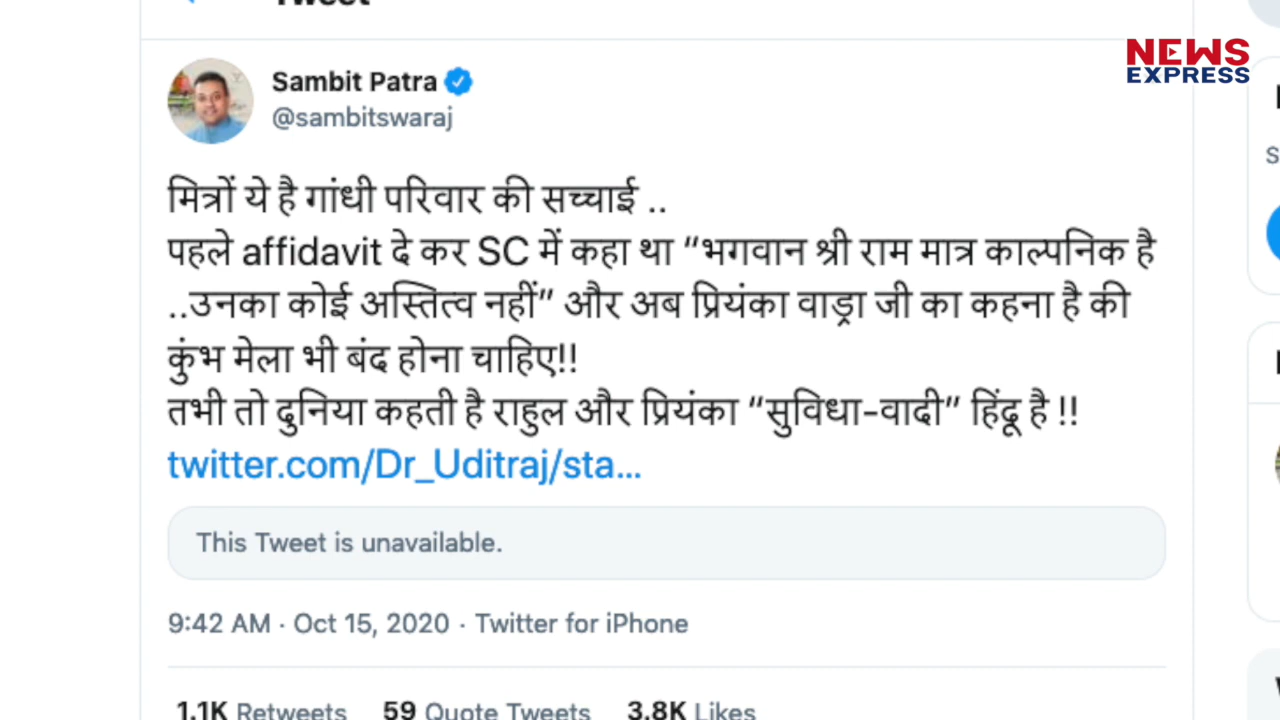 Tweet
NEWS
EXPRESS
Sambit Patra
@sambitswaraj
मित्रों ये है गांधी परिवार की सच्चाई ..
पहले affidavit दे कर SC में कहा था “भगवान श्री राम मात्र काल्पनिक है
..उनका कोई अस्तित्व नहीं” और अब प्रियंका वाड्रा जी का कहना है की
कुंभ मेला भी बंद होना चाहिए!!
तभी तो दुनिया कहती है राहुल और प्रियंका “सुविधा-वादी” हिंदू है !!
twitter.com/Dr_Uditraj/sta...
This Tweet is unavailable.
9:42 AM · Oct 15, 2020 · Twitter for iPhone
1.1K Retweets 59 Quote Tweets 3.8K Likes